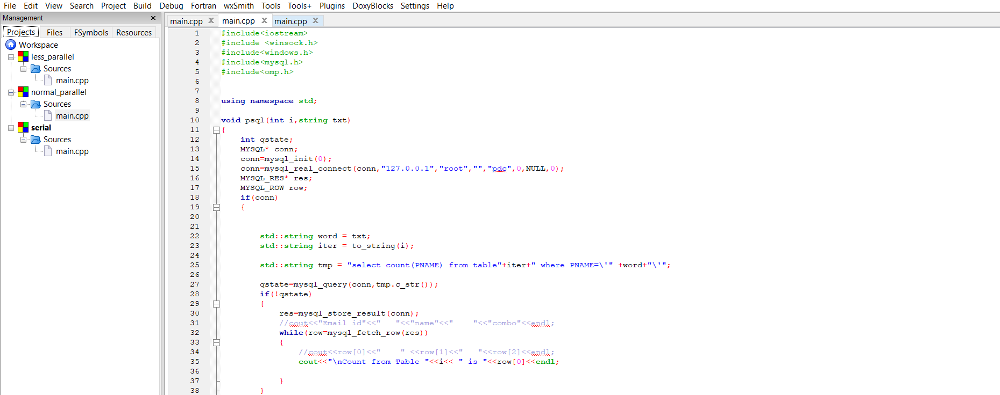 File Edit View Search Project Build Debug Fortran wxSmith Tools Tools+ Plugins DoxyBlocks Settings Help
Management ×
Projects Files FSymbols Resources
Workspace
less_parallel
Sources
main.cpp
normal_parallel
Sources
main.cpp
serial
Sources
main.cpp
main.cpp X main.cpp X main.cpp X
1 #include<iostream>
2 #include <winsock.h>
3 #include<windows.h>
4 #include<mysql.h>
5 #include<omp.h>
6
7
8 using namespace std;
9
10 void psql(int i,string txt)
11 {
12 int qstate;
13 MYSQL* conn;
14 conn=mysql_init(0);
15 conn=mysql_real_connect(conn,"127.0.0.1","root","","pdc",0,NULL,0);
16 MYSQL_RES* res;
17 MYSQL_ROW row;
18 if(conn)
19 {
20
21
22 std::string word = txt;
23 std::string iter = to_string(i);
24
25 std::string tmp = "select count(PNAME) from table"+iter+" where PNAME=\'" +word+"\'";
26
27 qstate=mysql_query(conn,tmp.c_str());
28 if(!qstate)
29 {
30 res=mysql_store_result(conn);
31 //cout<<"Email id"<<"   "<<"name"<<"    "<<"combo"<<endl;
32 while(row=mysql_fetch_row(res))
33 {
34 //cout<<row[0]<<"    " <<row[1]<<"   "<<row[2]<<endl;
35 cout<<"\nCount from Table "<<i<< " is "<<row[0]<<endl;
36
37 }
38 }